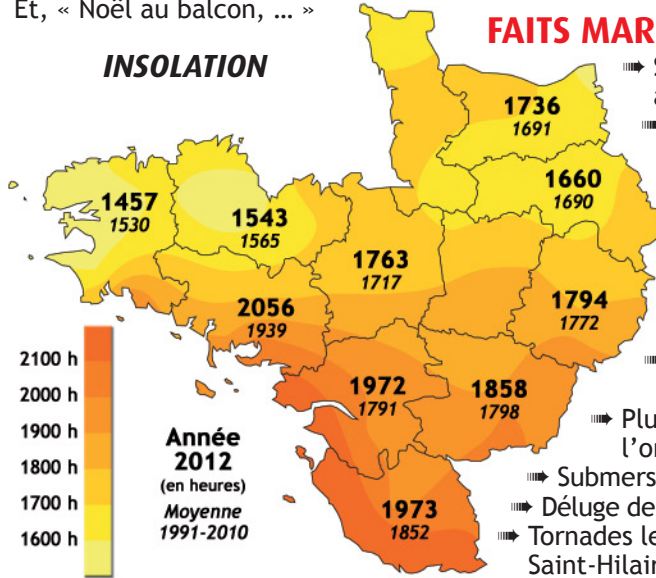 Et, « Noël au balcon, ... »
INSOLATION
FAITS MAR
1736
1691
1660
1690
1457
1530
1543
1565
1763
1717
2056
1939
1794
1772
2100 h
2000 h
1900 h
1800 h
1700 h
1600 h
1972
1791
1858
1798
Année
2012
(en heures)
Moyenne
1991-2010
1973
1852
Plu
l'or
Submers
Déluge de
Tornades le
Saint-Hilair